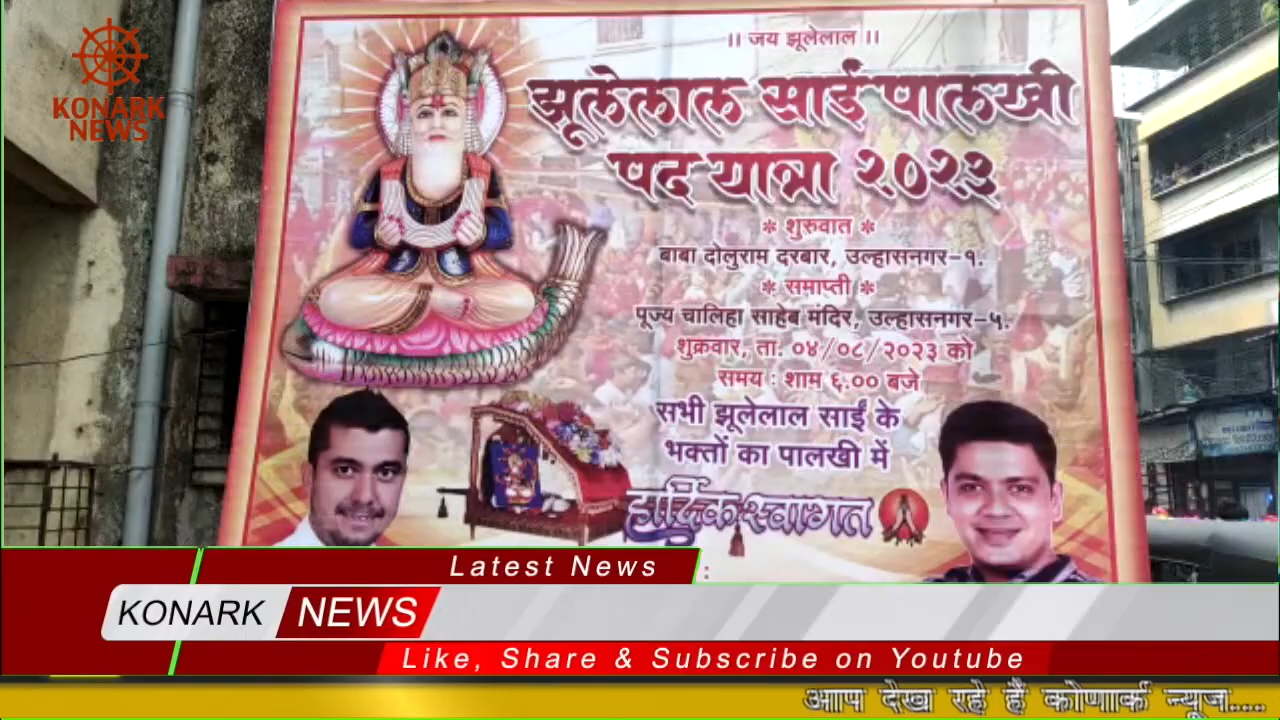 KONARK
NEWS
॥ जय झूलेलाल ॥
झूलेलाल साईं पालखी
पद यात्रा २०२३
* शुरुवात *
बाबा दोलुराम दरबार, उल्हासनगर-१.
* समाप्ती *
पूज्य चालिहा साहेब मंदिर, उल्हासनगर-५.
शुक्रवार, ता. ०४/०८/२०२३ को
समय : शाम ६.०० बजे
सभी झूलेलाल साईं के
भक्तों का पालखी में
हार्दिक स्वागत
Latest News
KONARK NEWS
Like, Share & Subscribe on Youtube
आाप देख रहे हैं कोणार्क न्यूज....